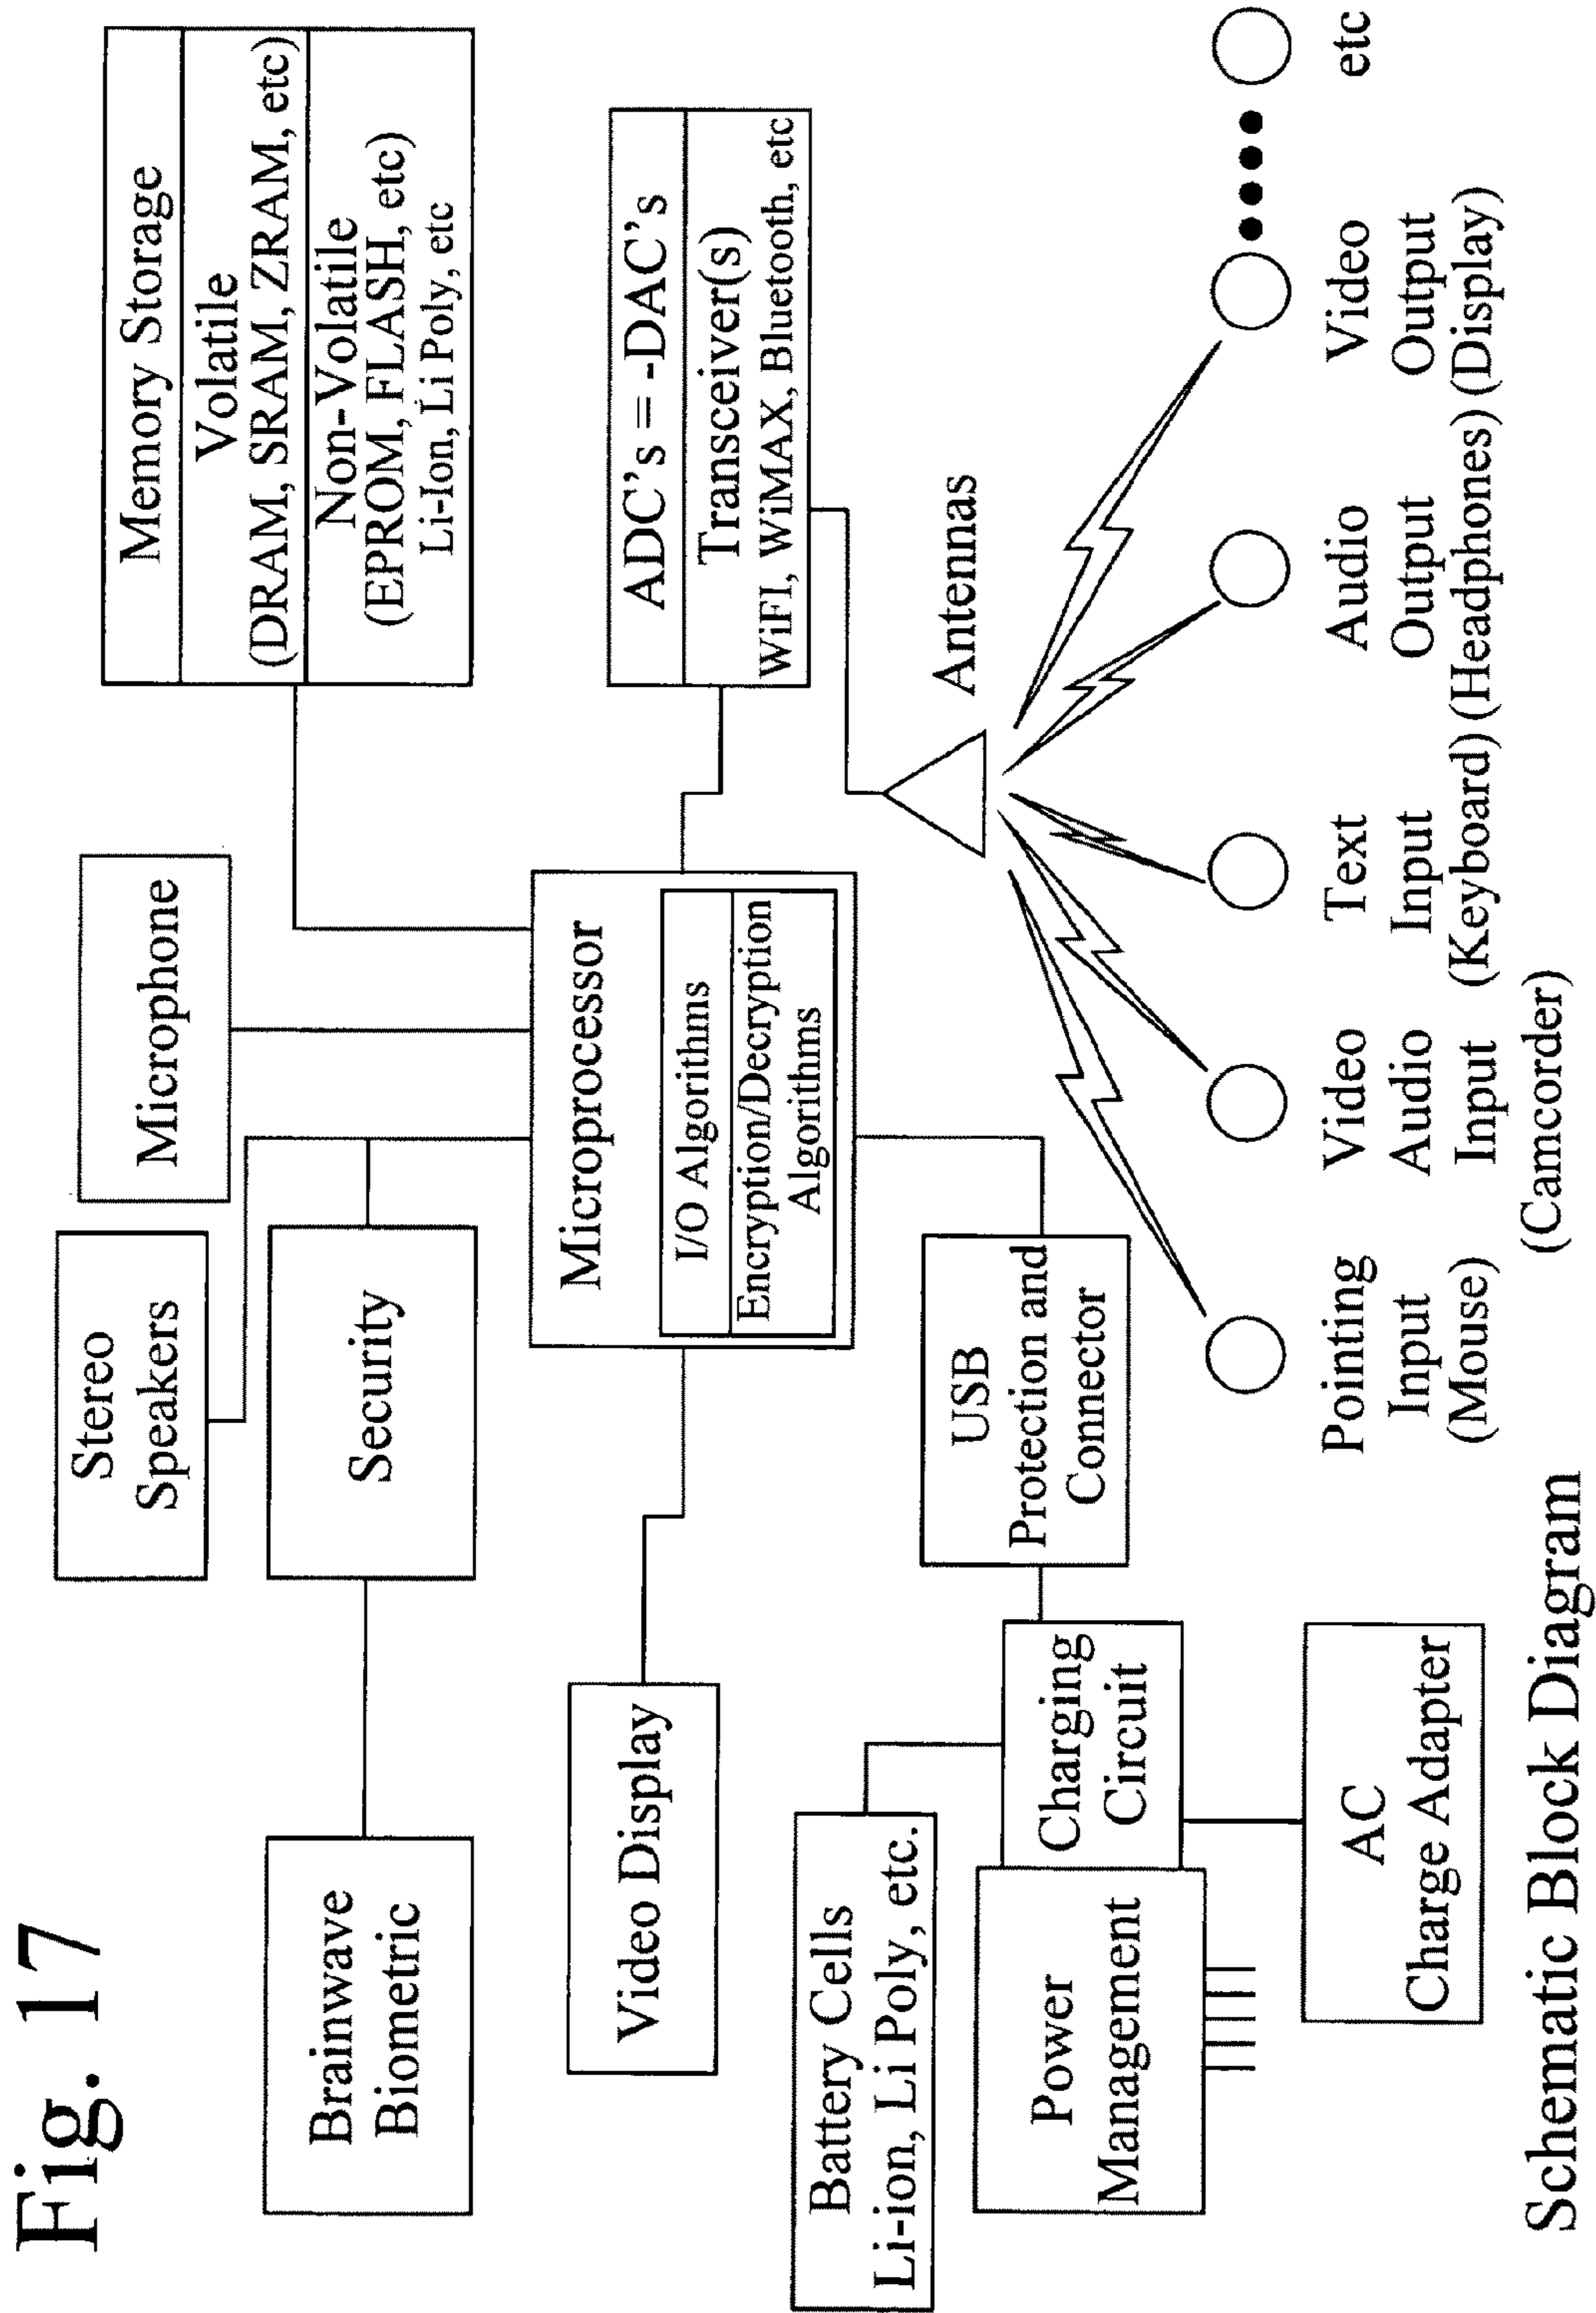 Fig. 17
Stereo
Speakers
Microphone
Memory Storage
Volatile
(DRAM, SRAM, ZRAM, etc)
Non-Volatile
(EPROM, FLASH, etc)
Li-Ion, Li Poly, etc
Brainwave
Biometric
Security
Video Display
Microprocessor
I/O Algorithms
Encryption/Decryption
Algorithms
ADC's = -DAC's
Transceiver(s)
WiFI, WiMAX, Bluetooth, etc
Battery Cells
Li-ion, Li Poly, etc.
Power
Management
Charging
Circuit
USB
Protection and
Connector
Antennas
AC
Charge Adapter
Pointing
Input
(Mouse)
Video
Audio
Input
(Camcorder)
Text
Input
(Keyboard)
Audio
Output
(Headphones)
Video
Output
(Display)
etc
Schematic Block Diagram